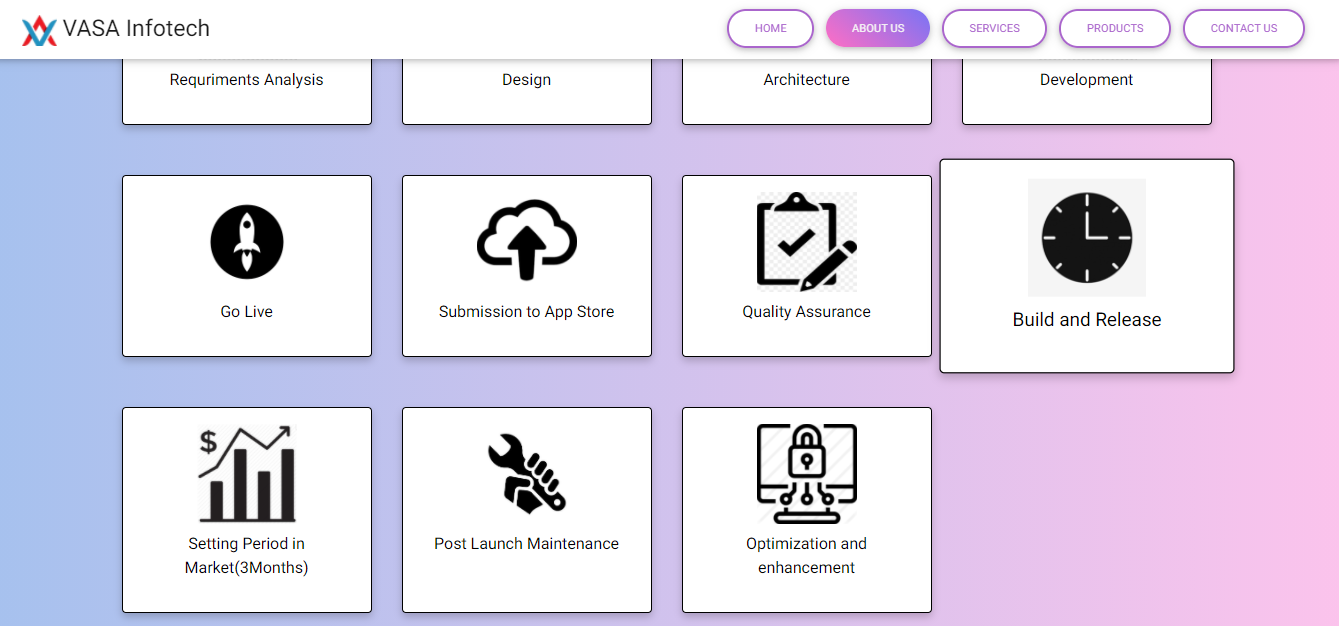 VASA Infotech
HOME
ABOUT US
SERVICES
PRODUCTS
CONTACT US
Requriments Analysis
Design
Architecture
Development
Go Live
Submission to App Store
Quality Assurance
Build and Release
$
Setting Period in
Market(3Months)
Post Launch Maintenance
Optimization and
enhancement